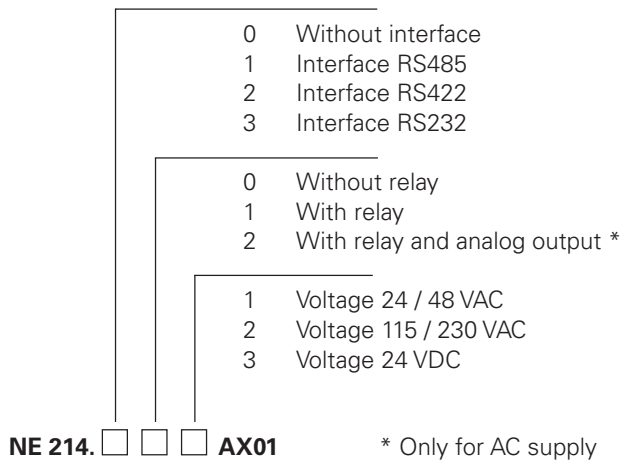 0 Without interface
1 Interface RS485
2 Interface RS422
3 Interface RS232
0 Without relay
1 With relay
2 With relay and analog output *
1 Voltage 24 / 48 VAC
2 Voltage 115 / 230 VAC
3 Voltage 24 VDC
NE 214. □ □ □ AX01 * Only for AC supply